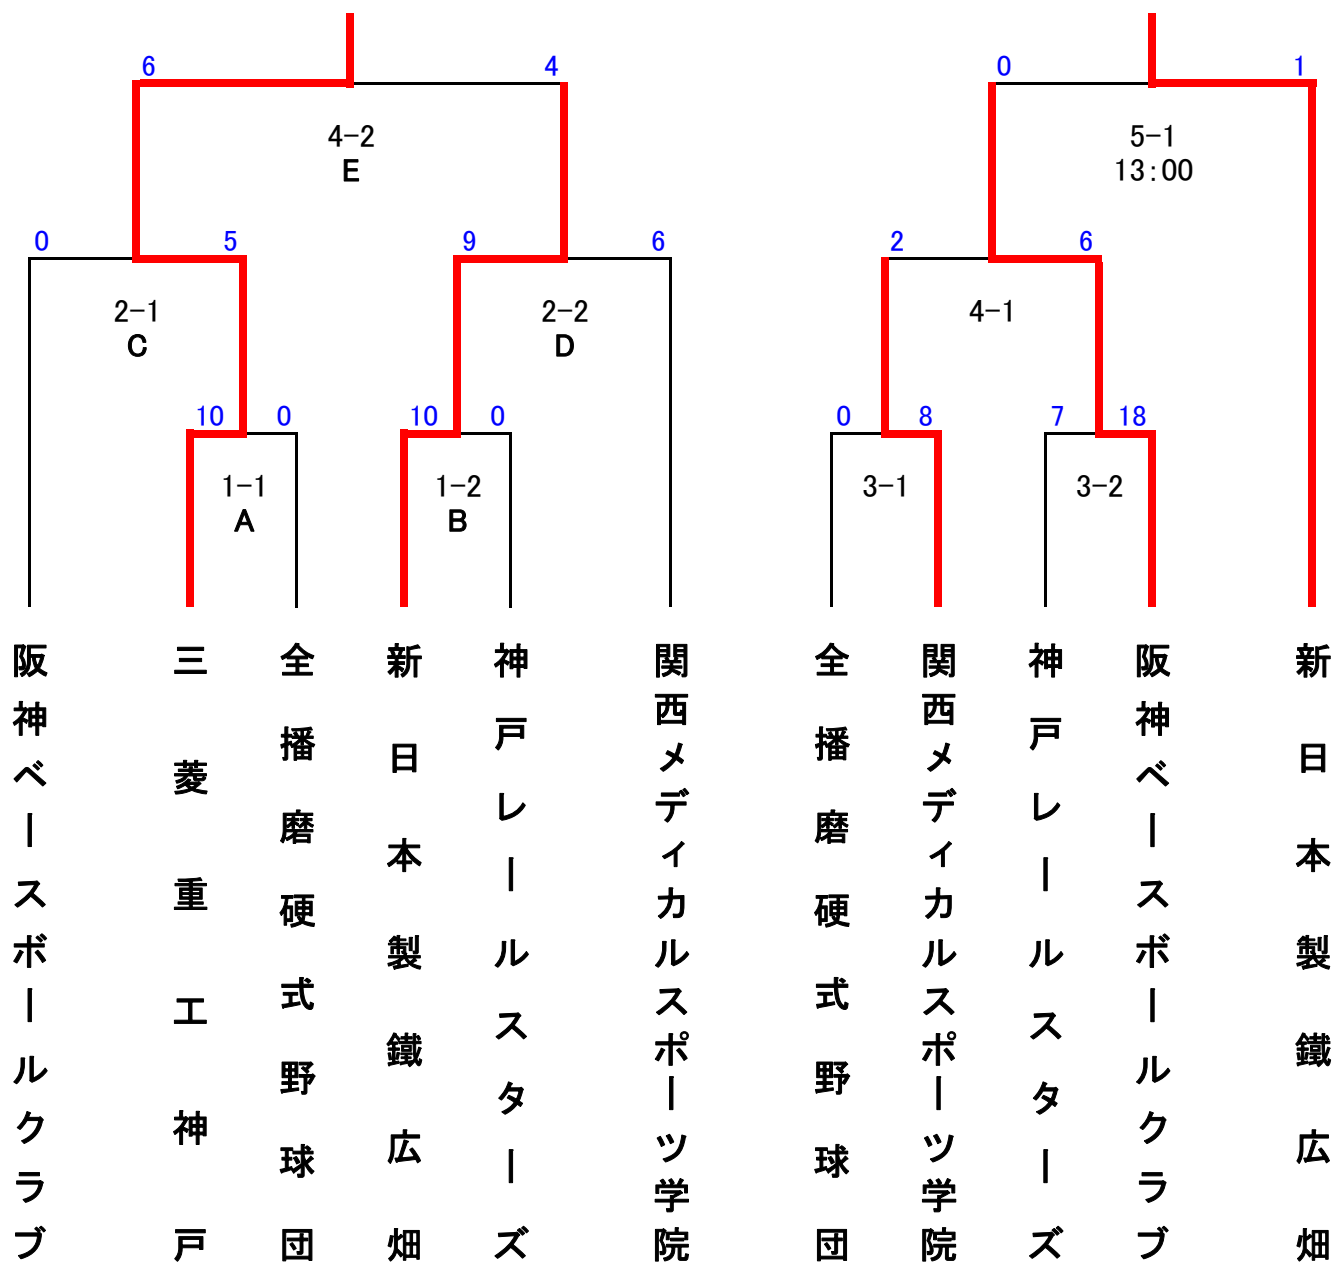 6 4 0 1
4-2 5-1
E 13:00
0 5 9 6 2 6
2-1 2-2 4-1
C D
10 0 10 0 0 8 7 18
1-1 1-2 3-1 3-2
A B
阪神ベースボールクラブ
三菱重工神戸
全播磨硬式野球団
新日本製鐵広畑
神戸レールスターズ
関西メディカルスポーツ学院
全播磨硬式野球団
関西メディカルスポーツ学院
神戸レールスターズ
阪神ベースボールクラブ
新日本製鐵広畑